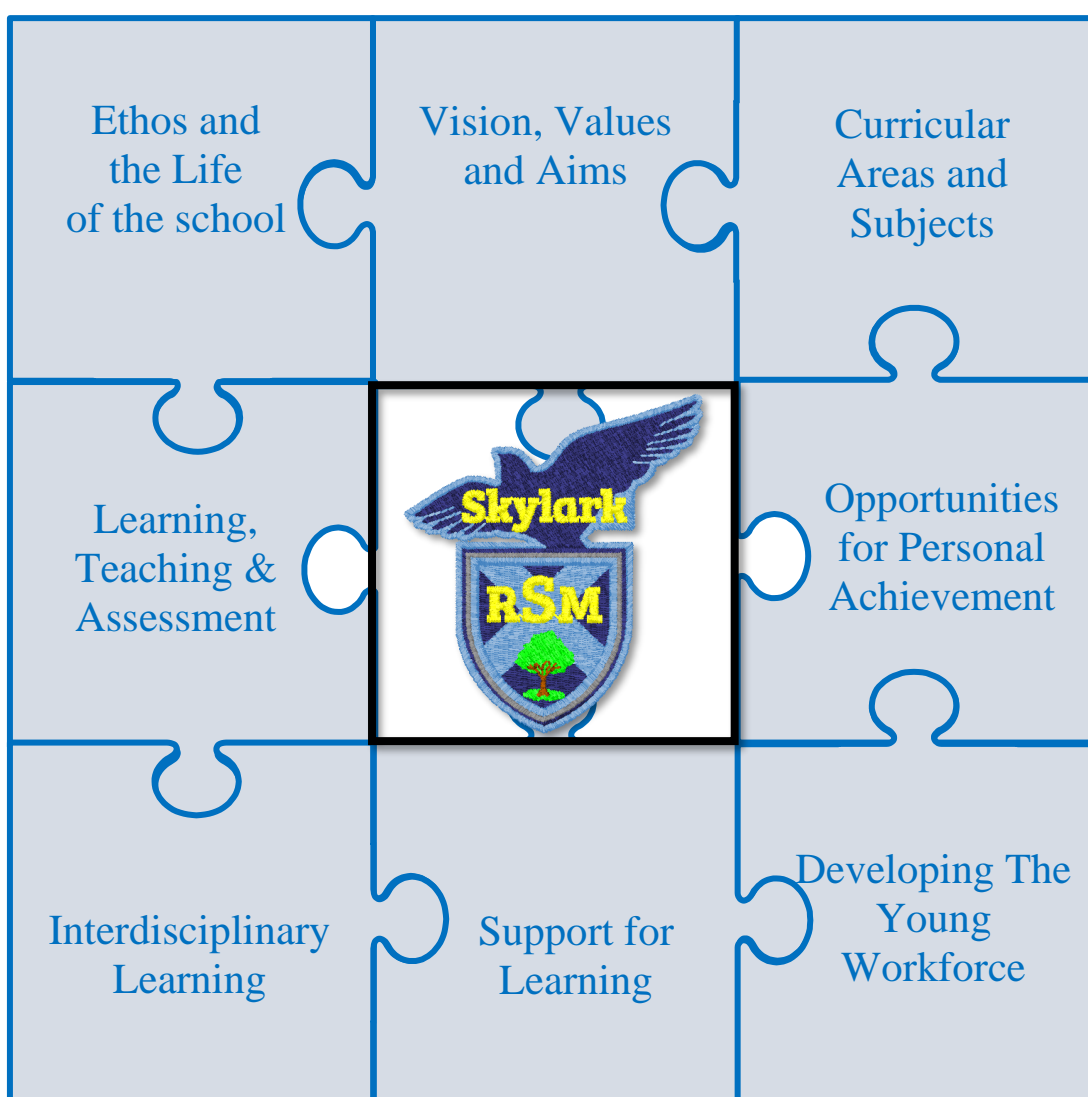 Ethos and
the Life
of the school
Vision, Values
and Aims
Curricular
Areas and
Subjects
Learning,
Teaching &
Assessment
Skylark
RSM
Opportunities
for Personal
Achievement
Interdisciplinary
Learning
Support for
Learning
Developing The
Young
Workforce